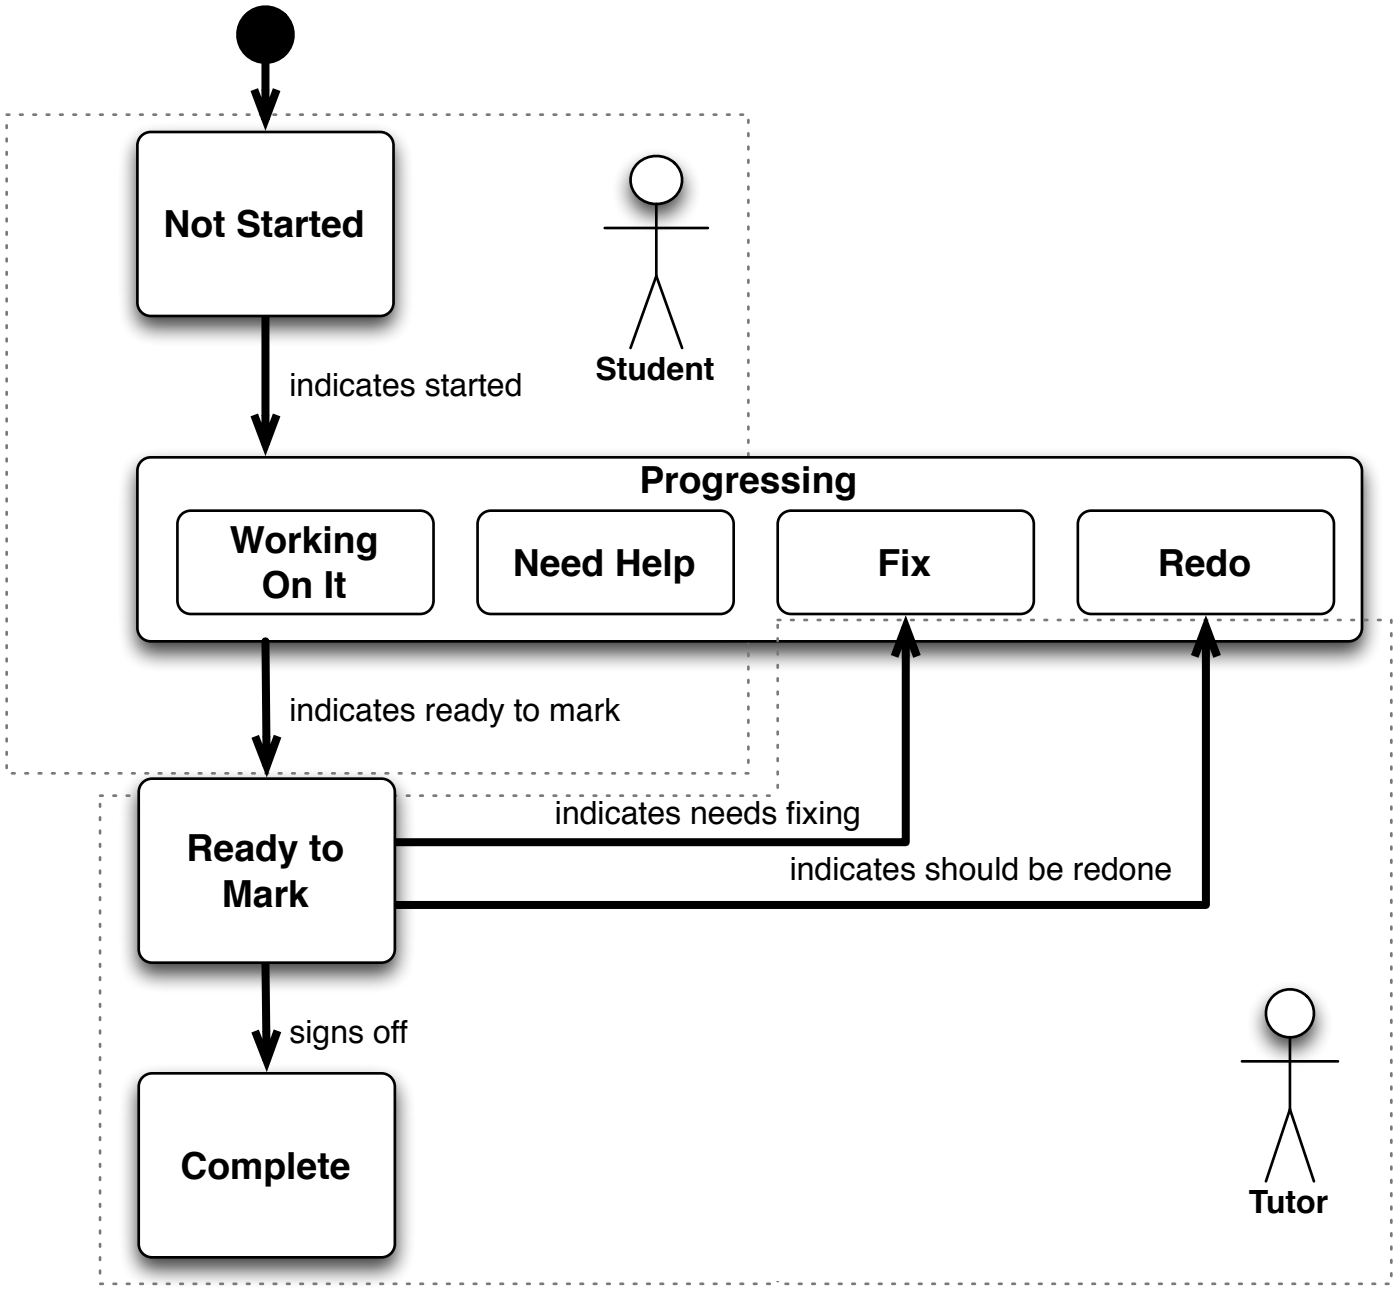 Not Started
Student
indicates started
Progressing
Working
On It
Need Help
Fix
Redo
indicates ready to mark
indicates needs fixing
Ready to
Mark
indicates should be redone
signs off
Complete
Tutor